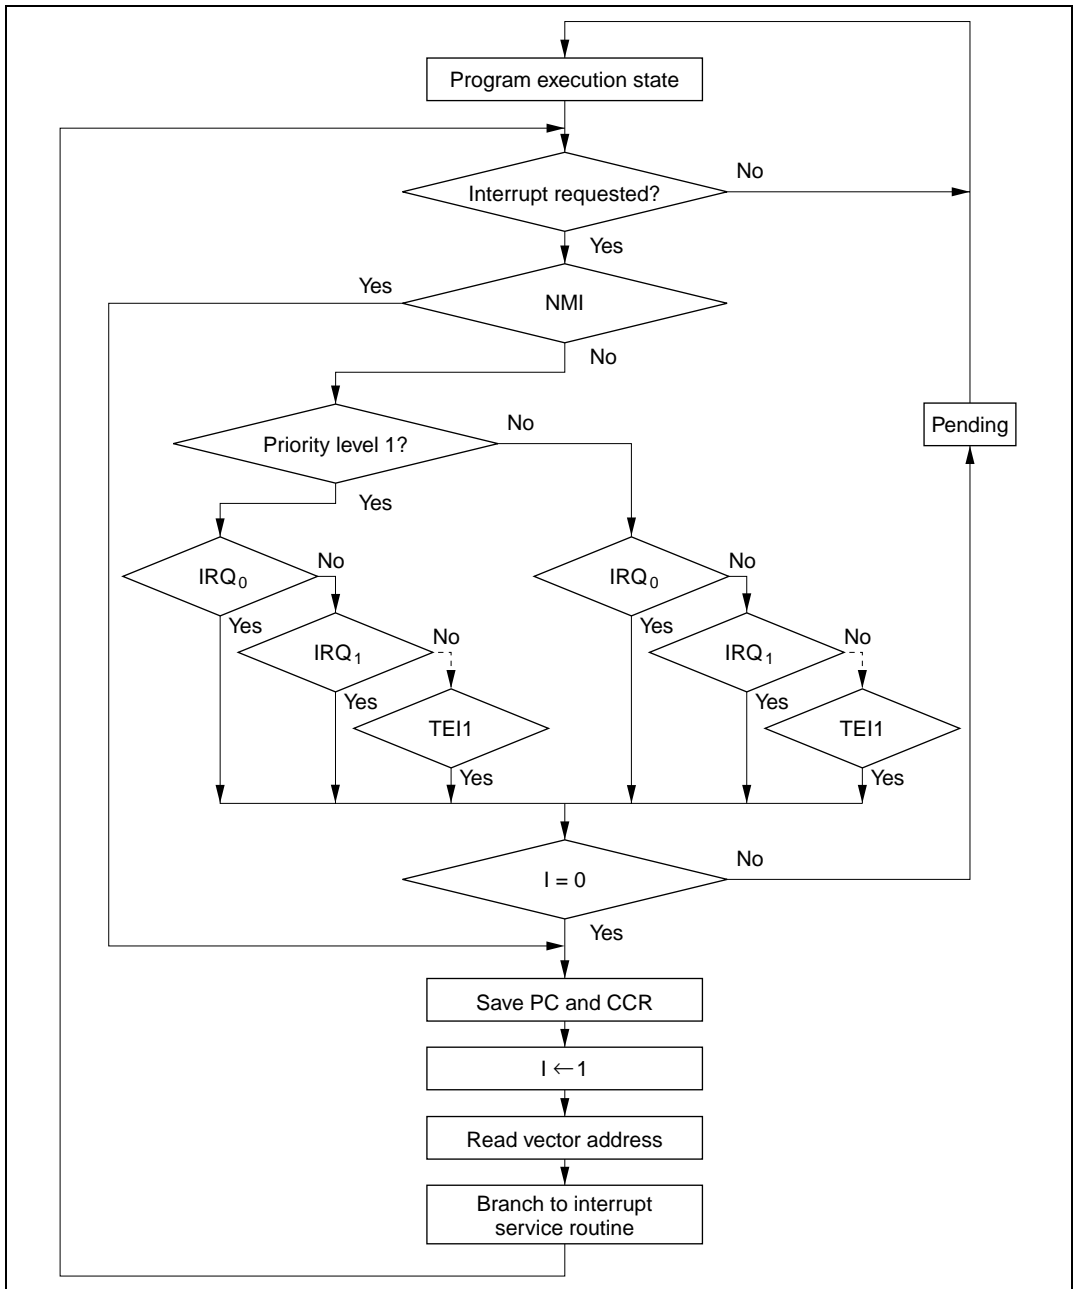 Program execution state
No
Interrupt requested?
Yes
Yes
NMI
No
No
Pending
Priority level 1?
Yes
No
No
IRQ0
IRQ0
Yes
No
Yes
No
IRQ1
IRQ1
Yes
Yes
TEI1
TEI1
Yes
Yes
No
I = 0
Yes
Save PC and CCR
I ← 1
Read vector address
Branch to interrupt
service routine